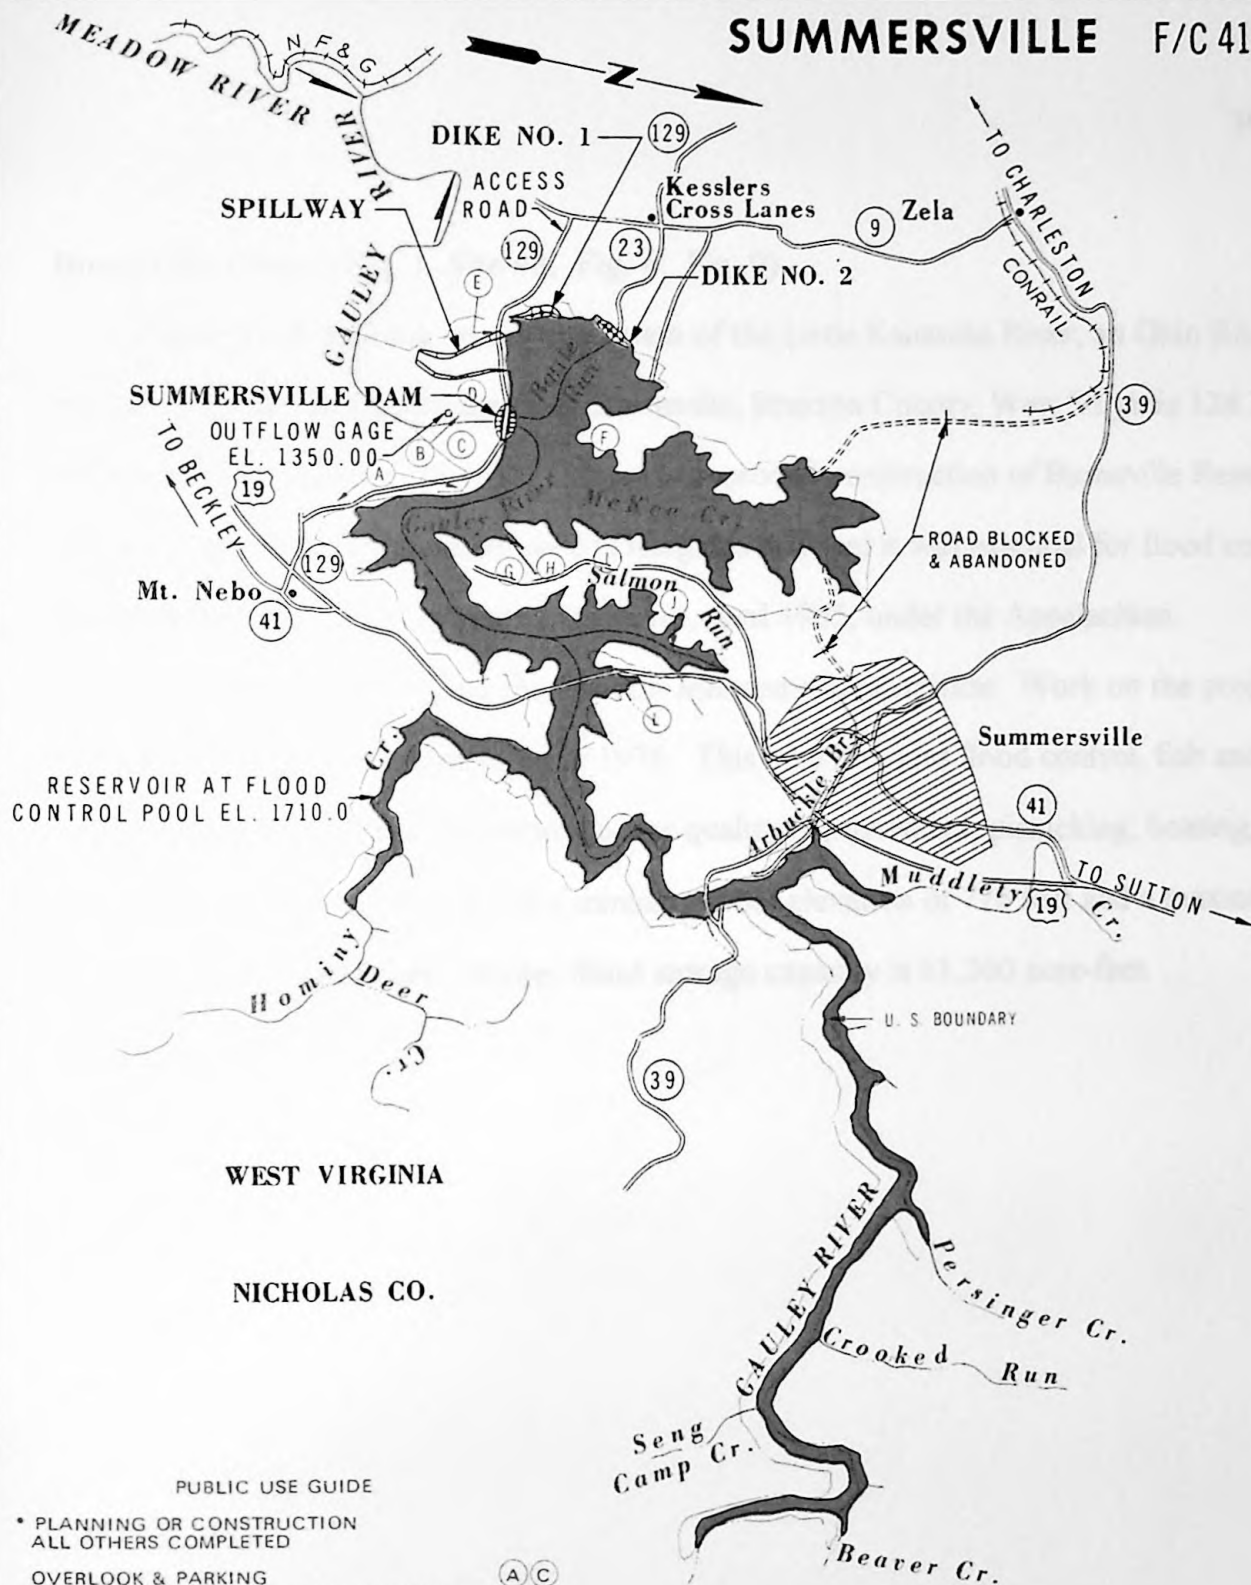 SUMMERSVILLE F/C 41
MEADOW RIVER
N F & G
N
DIKE NO. 1
129
TO CHARLESTON
CONRAIL
GAULEY RIVER
ACCESS
ROAD
SPILLWAY
Kesslers
Cross Lanes
9
Zela
129
23
E
DIKE NO. 2
Battle
Run
D
SUMMERSVILLE DAM
OUTFLOW GAGE
EL. 1350.00
A
B
C
F
39
TO BECKLEY
19
Gauley River
McKee Cr.
ROAD BLOCKED
& ABANDONED
129
Mt. Nebo
41
G
H
I
J
Salmon
Run
L
Summersville
Cr.
RESERVOIR AT FLOOD
CONTROL POOL EL. 1710.0
Arbuckle Br.
41
Muddlety
Cr.
19
TO SUTTON
Hominy
Deer
Cr.
U. S. BOUNDARY
39
WEST VIRGINIA
NICHOLAS CO.
GAULEY RIVER
Persinger Cr.
Crooked Run
Seng
Camp Cr.
Beaver Cr.
PUBLIC USE GUIDE
• PLANNING OR CONSTRUCTION
ALL OTHERS COMPLETED
OVERLOOK & PARKING A C